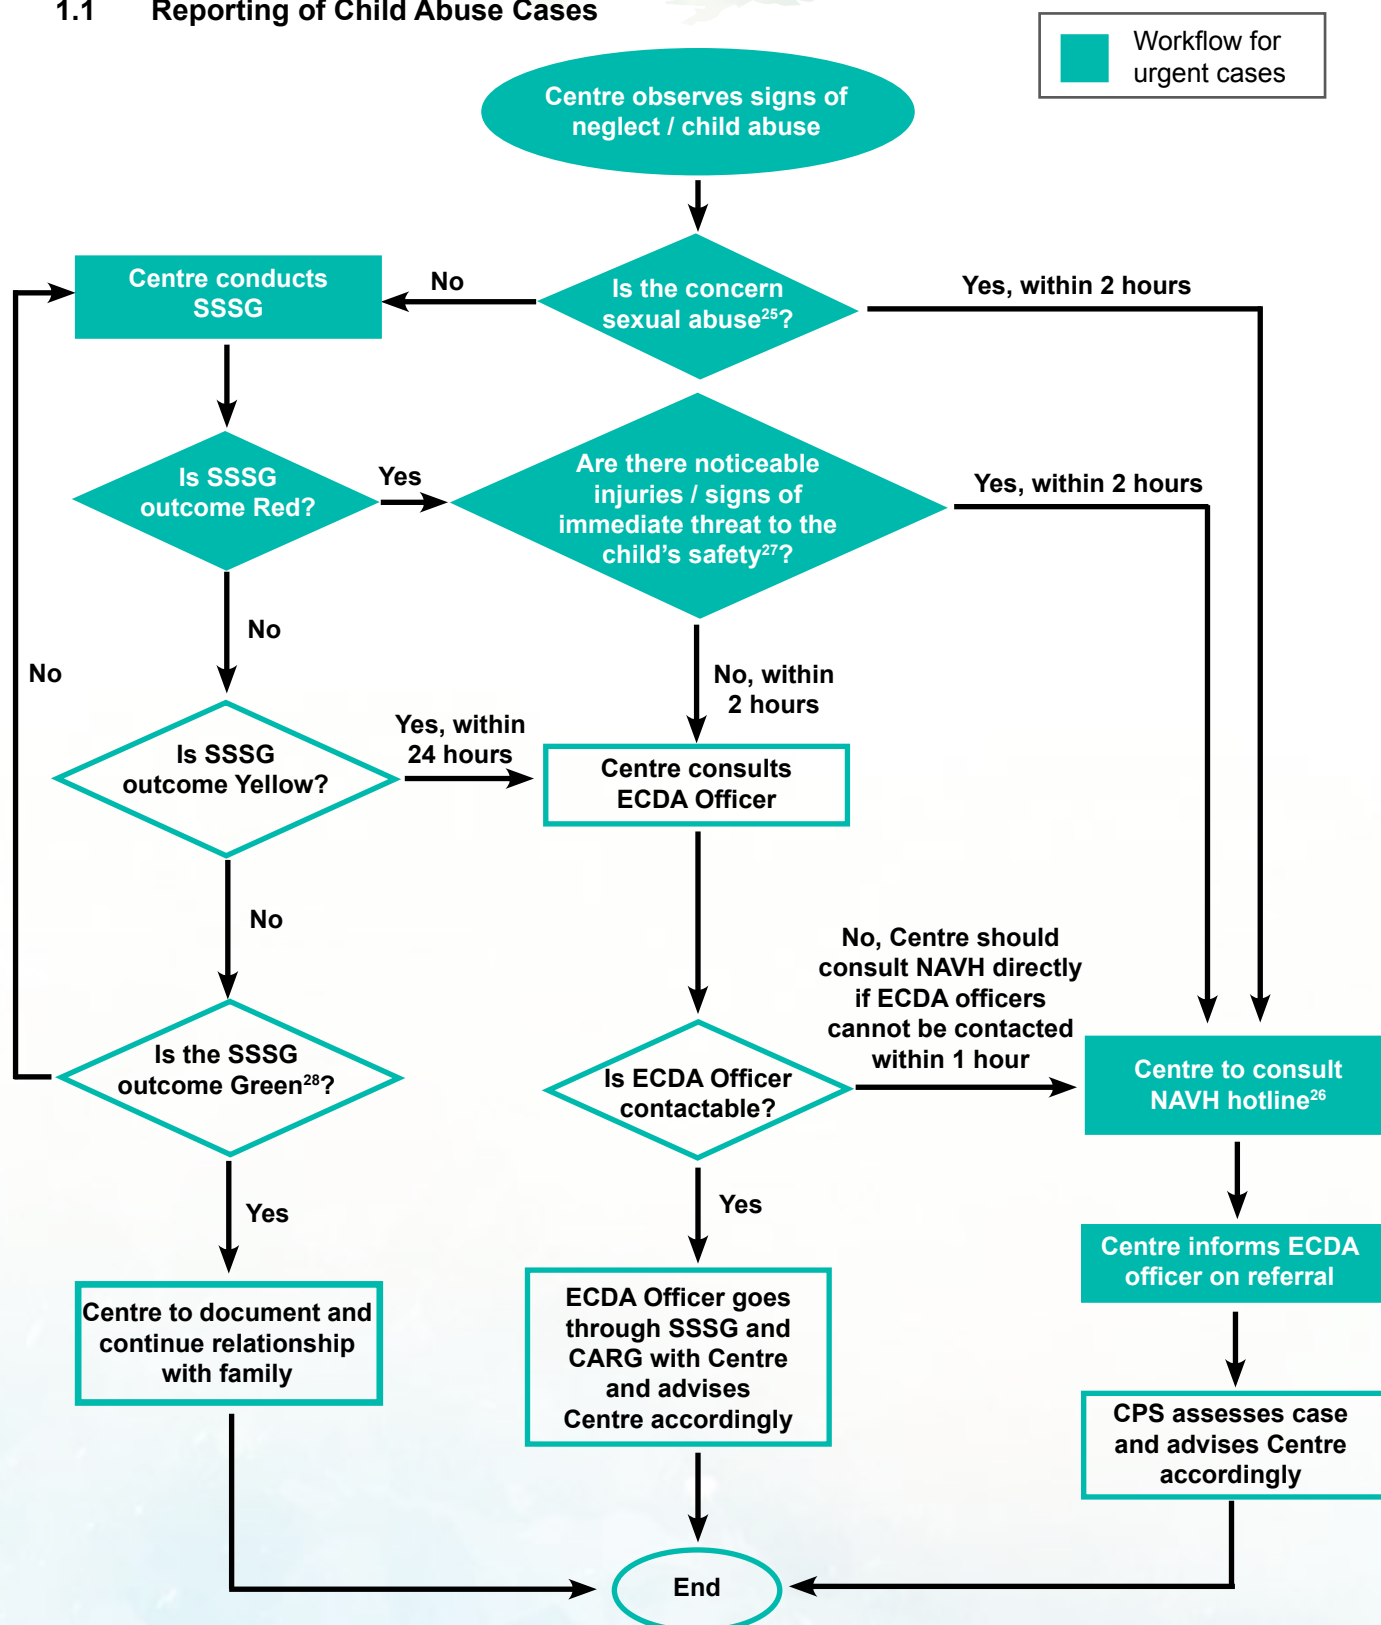 1.1 Reporting of Child Abuse Cases
Workflow for
urgent cases
Centre observes signs of
neglect / child abuse
Is the concern
sexual abuse²⁵?
No
Yes, within 2 hours
Centre conducts
SSSG
Is SSSG
outcome Red?
Yes
Are there noticeable
injuries / signs of
immediate threat to the
child’s safety²⁷?
Yes, within 2 hours
No
No
No, within
2 hours
Is SSSG
outcome Yellow?
Yes, within
24 hours
Centre consults
ECDA Officer
No
No, Centre should
consult NAVH directly
if ECDA officers
cannot be contacted
within 1 hour
Is the SSSG
outcome Green²⁸?
Is ECDA Officer
contactable?
Centre to consult
NAVH hotline²⁶
Yes
Yes
Centre informs ECDA
officer on referral
Centre to document and
continue relationship
with family
ECDA Officer goes
through SSSG and
CARG with Centre
and advises
Centre accordingly
CPS assesses case
and advises Centre
accordingly
End